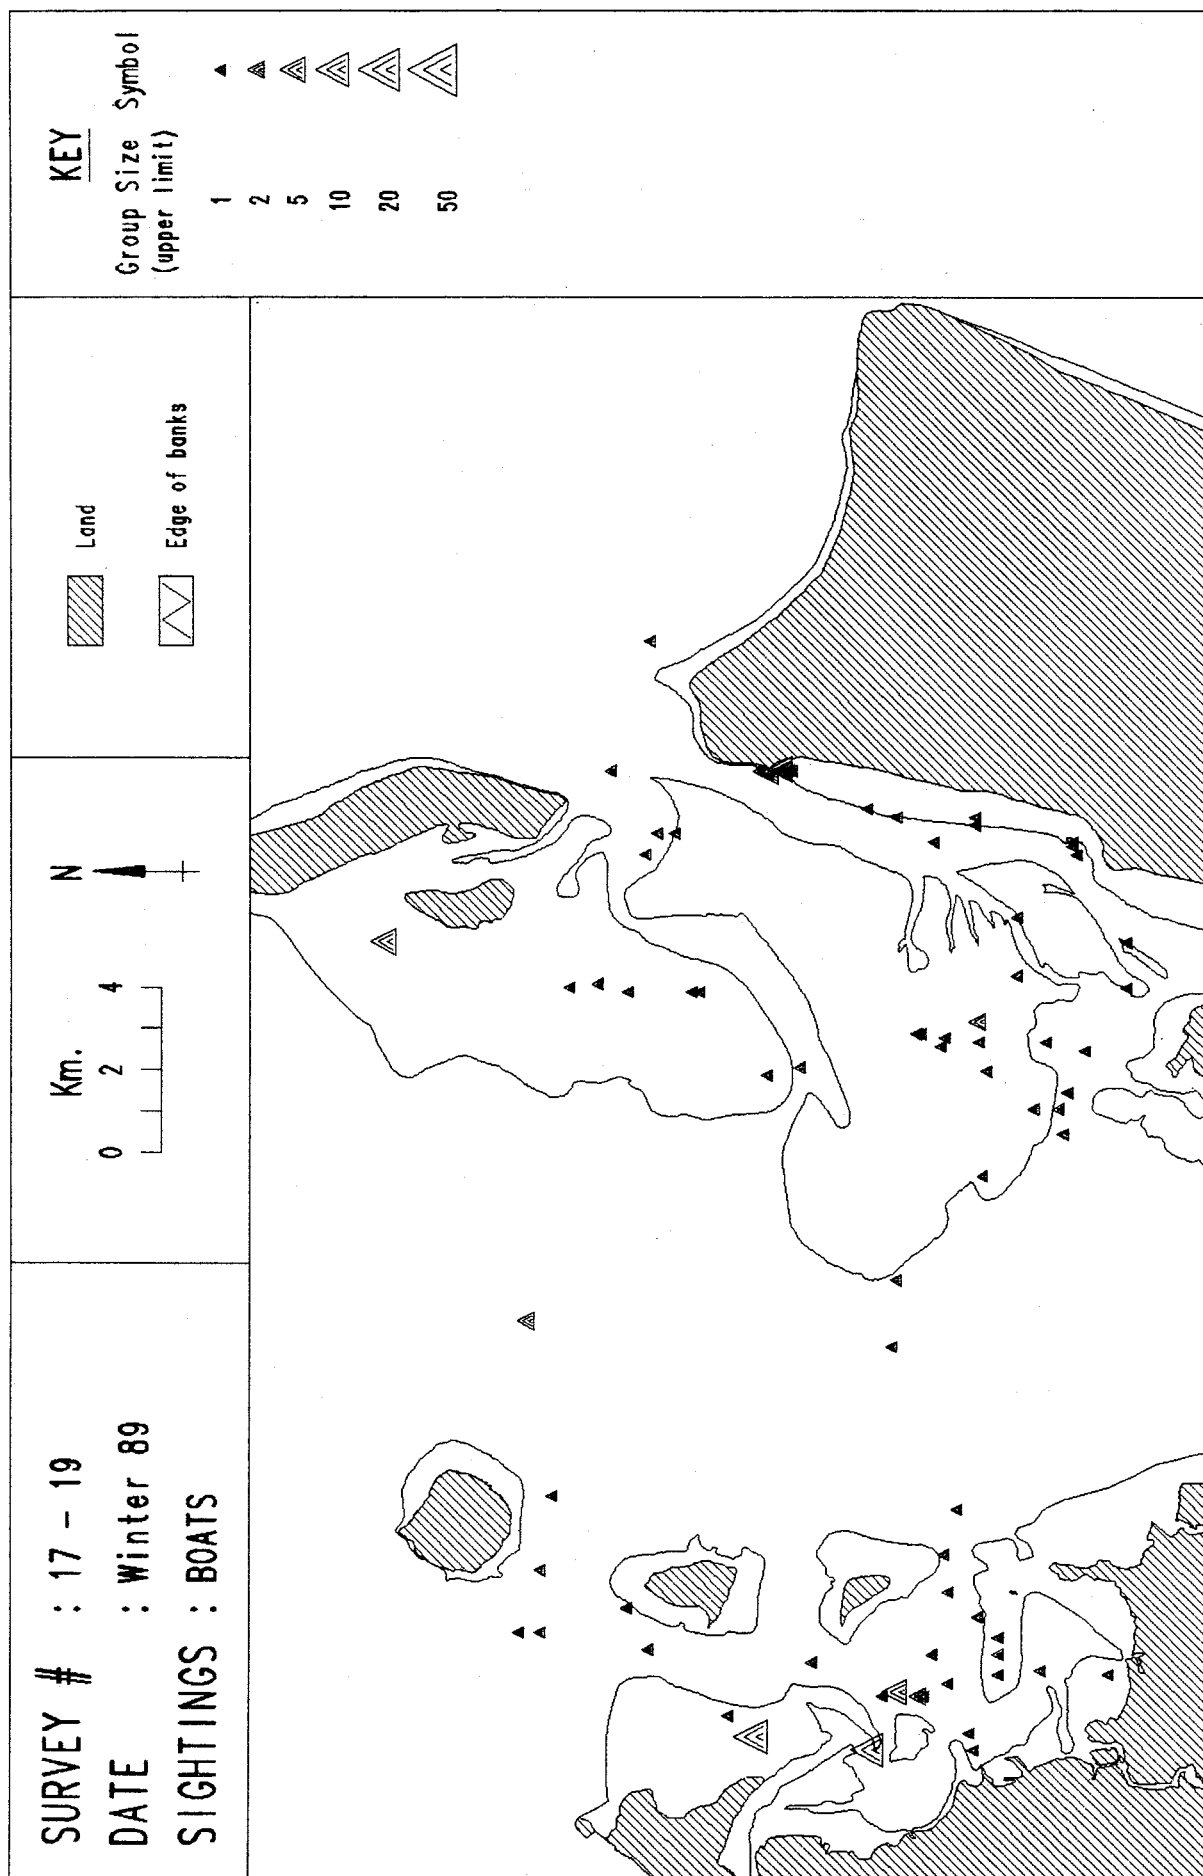 SURVEY # : 17 - 19
DATE : Winter 89
SIGHTINGS : BOATS
Km.
0 2 4
N
Land
Edge of banks
KEY
Group Size Symbol
(upper limit)
1
2
5
10
20
50